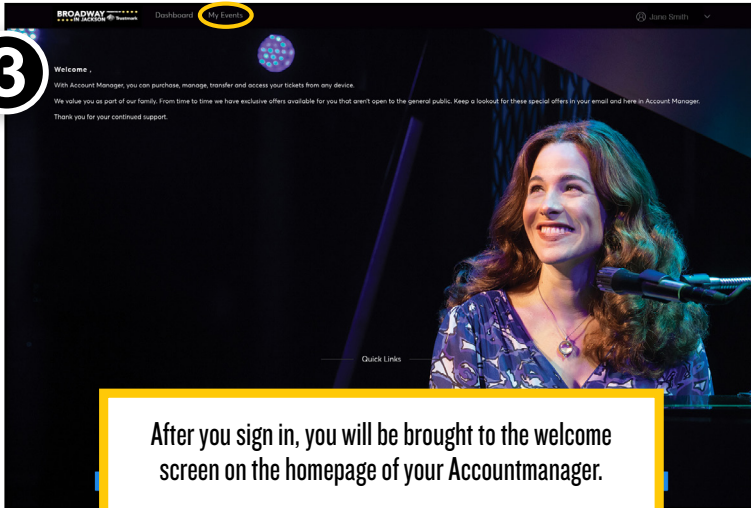 BROADWAY
IN JACKSON Trustmark
Dashboard My Events
Jane Smith
3
Welcome ,
With Account Manager, you can purchase, manage, transfer and access your tickets from any device.
We value you as part of our family. From time to time we have exclusive offers available for you that aren't open to the general public. Keep a lookout for these special offers in your email and here in Account Manager.
Thank you for your continued support.
Quick Links
After you sign in, you will be brought to the welcome
screen on the homepage of your Accountmanager.